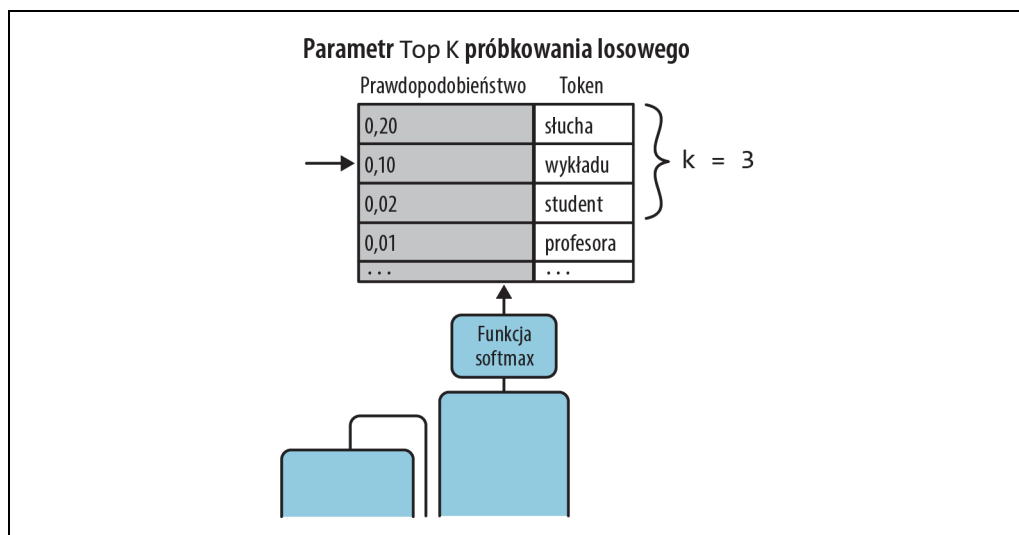 Parametr Top K próbkowania losowego
Prawdopodobieństwo Token
0,20 słucha
0,10 wykładu
0,02 student
0,01 profesora
... ...
k = 3
Funkcja
softmax